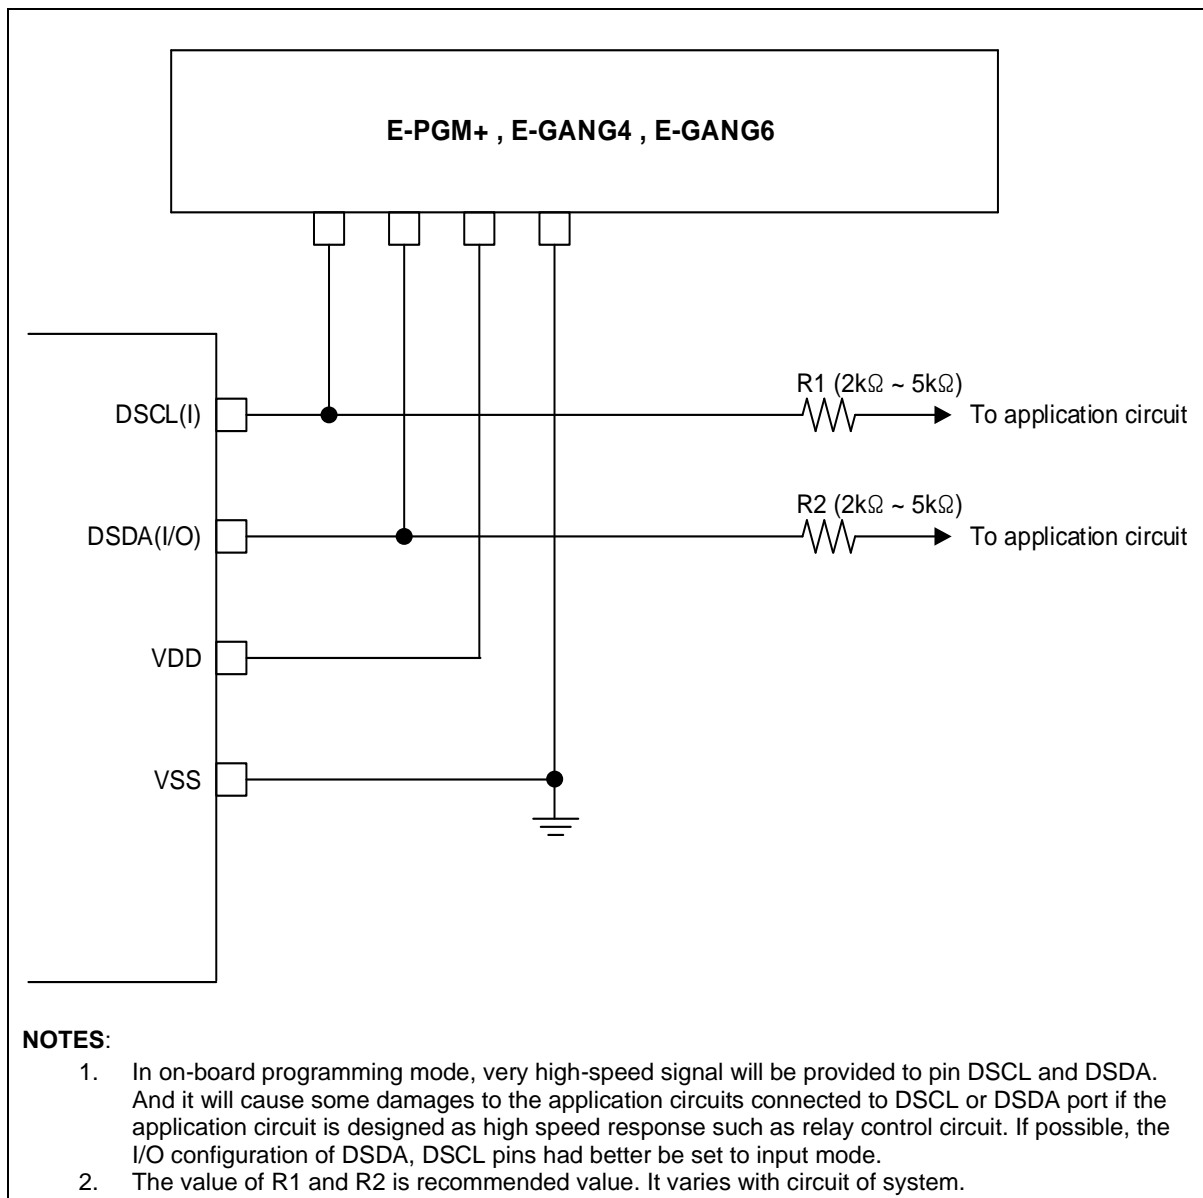 E-PGM+ , E-GANG4 , E-GANG6
R1 (2kΩ ~ 5kΩ)
DSCL(I)
To application circuit
R2 (2kΩ ~ 5kΩ)
DSDA(I/O)
To application circuit
VDD
VSS
NOTES:
1. In on-board programming mode, very high-speed signal will be provided to pin DSCL and DSDA.
And it will cause some damages to the application circuits connected to DSCL or DSDA port if the
application circuit is designed as high speed response such as relay control circuit. If possible, the
I/O configuration of DSDA, DSCL pins had better be set to input mode.
2. The value of R1 and R2 is recommended value. It varies with circuit of system.